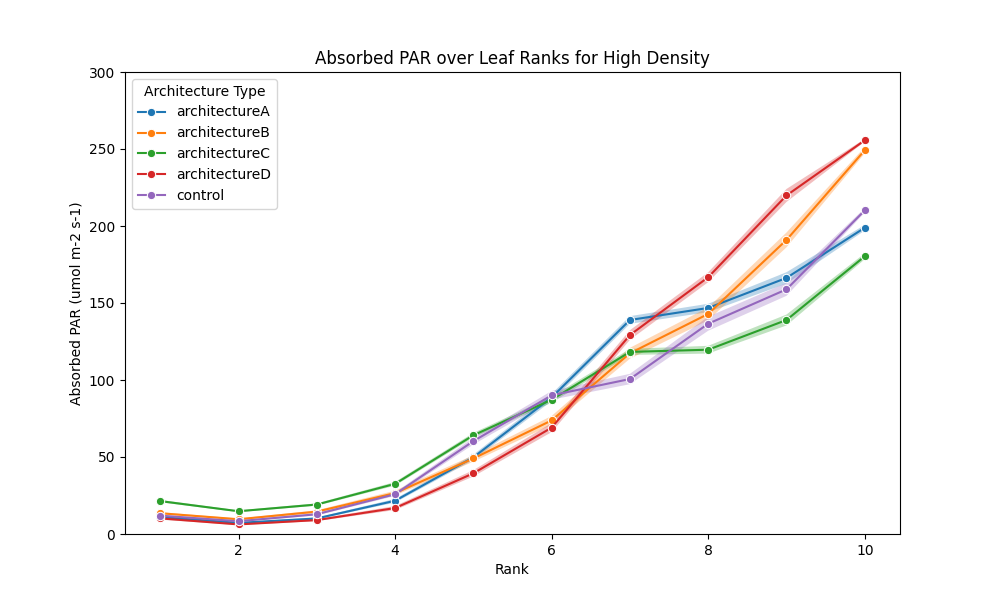 Absorbed PAR over Leaf Ranks for High Density
Absorbed PAR (umol m-2 s-1)
300
250
200
150
100
50
0
Architecture Type
architectureA
architectureB
architectureC
architectureD
control
2
4
6
8
10
Rank